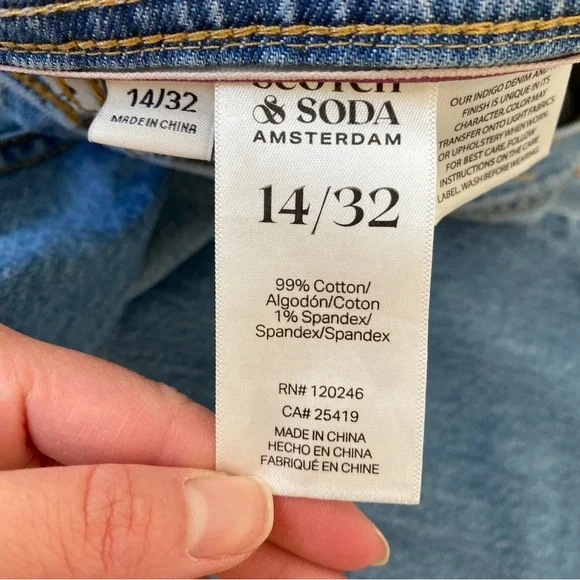 14/32
MADE IN CHINA
SCOTCH
& SODA
AMSTERDAM
14/32
99% Cotton/
Algodón/Coton
1% Spandex/
Spandex/Spandex
RN# 120246
CA# 25419
MADE IN CHINA
HECHO EN CHINA
FABRIQUÉ EN CHINE
OUR INDIGO DENIM AND
FINISH IS UNIQUE IN ITS
CHARACTER. COLOR MAY
TRANSFER ONTO LIGHT FABRICS
OR UPHOLSTERY WHEN WORN.
FOR BEST CARE, FOLLOW
INSTRUCTIONS ON THE CARE
LABEL. WASH BEFORE WEARING.